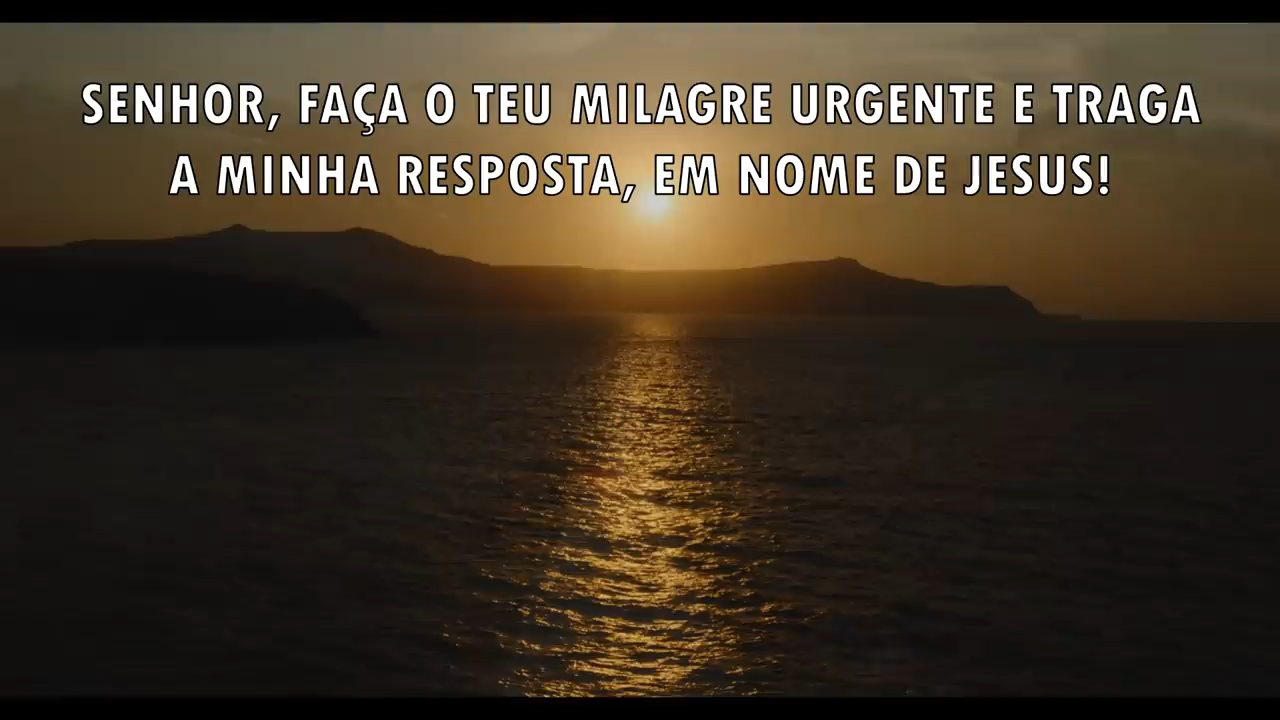 SENHOR, FAÇA O TEU MILAGRE URGENTE E TRAGA
A MINHA RESPOSTA, EM NOME DE JESUS!